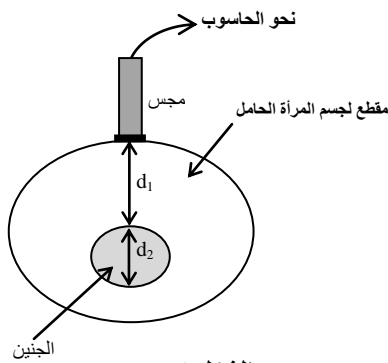 نحو الحاسوب
مجس
مقطع لجسم المرأة الحامل
d₁
d₂
الجنين